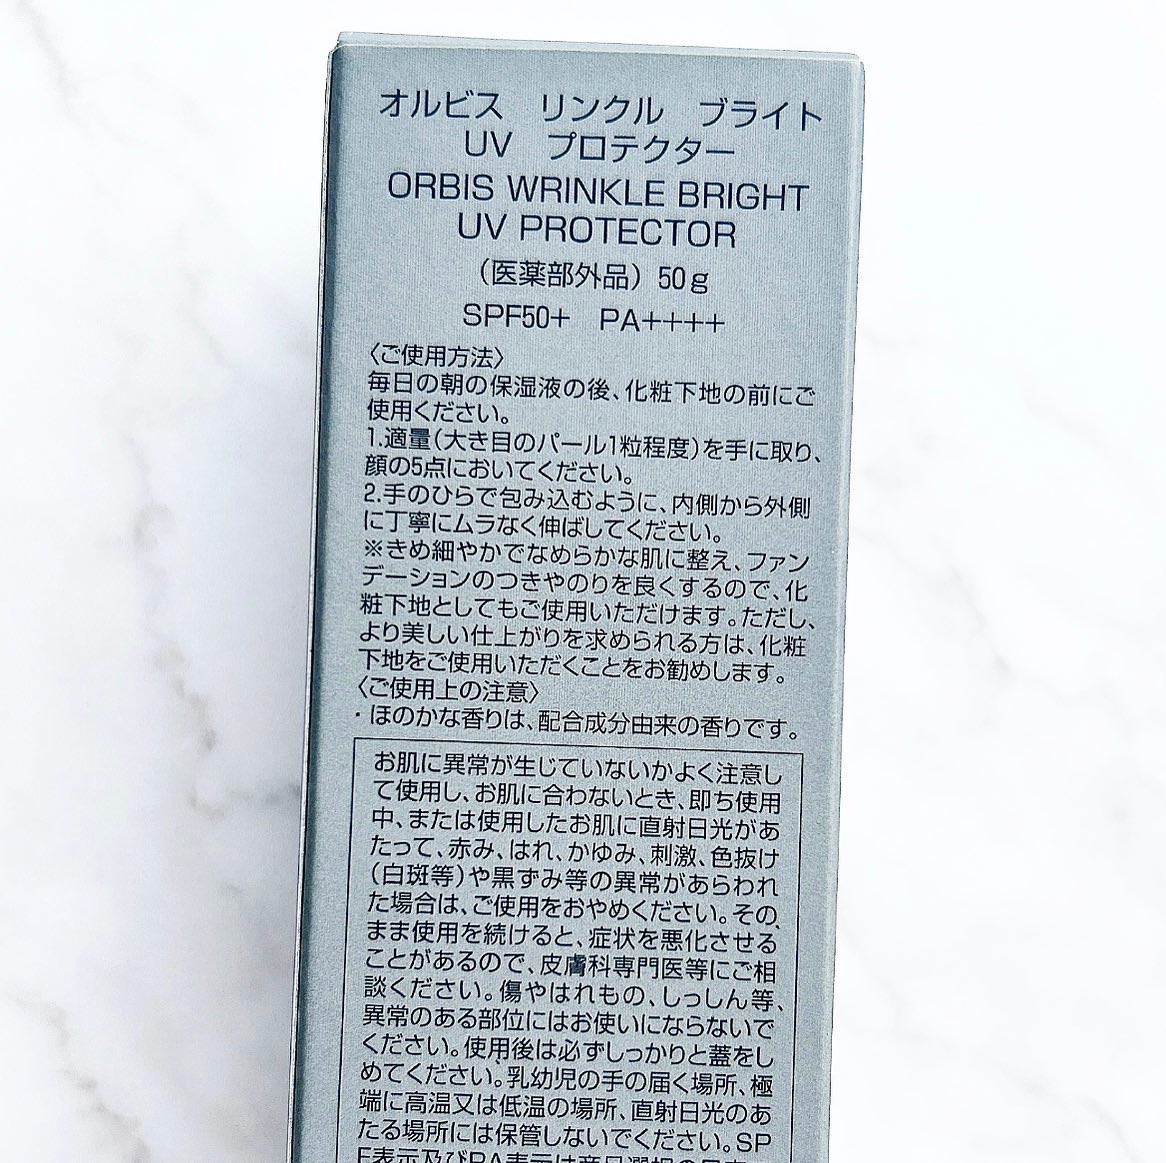 オルビス　リンクル　ブライト
UV　プロテクター
ORBIS WRINKLE BRIGHT
UV PROTECTOR
（医薬部外品）50g
SPF50+　PA++++
〈ご使用方法〉
毎日の朝の保湿液の後、化粧下地の前にご
使用ください。
1.適量（大き目のパール1粒程度）を手に取り、
顔の5点においてください。
2.手のひらで包み込むように、内側から外側
に丁寧にムラなく伸ばしてください。
※きめ細やかでなめらかな肌に整え、ファン
デーションのつきやのりを良くするので、化
粧下地としてもご使用いただけます。ただし、
より美しい仕上がりを求められる方は、化粧
下地をご使用いただくことをお勧めします。
〈ご使用上の注意〉
・ほのかな香りは、配合成分由来の香りです。
お肌に異常が生じていないかよく注意し
て使用し、お肌に合わないとき、即ち使用
中、または使用したお肌に直射日光があ
たって、赤み、はれ、かゆみ、刺激、色抜け
（白斑等）や黒ずみ等の異常があらわれ
た場合は、ご使用をおやめください。その
まま使用を続けると、症状を悪化させる
ことがあるので、皮膚科専門医等にご相
談ください。傷やはれもの、しっしん等、
異常のある部位にはお使いにならないで
ください。使用後は必ずしっかりと蓋をし
めてください。乳幼児の手の届く場所、極
端に高温又は低温の場所、直射日光のあ
たる場所には保管しないでください。SP
F表示及びPA表示は商品選択の目安